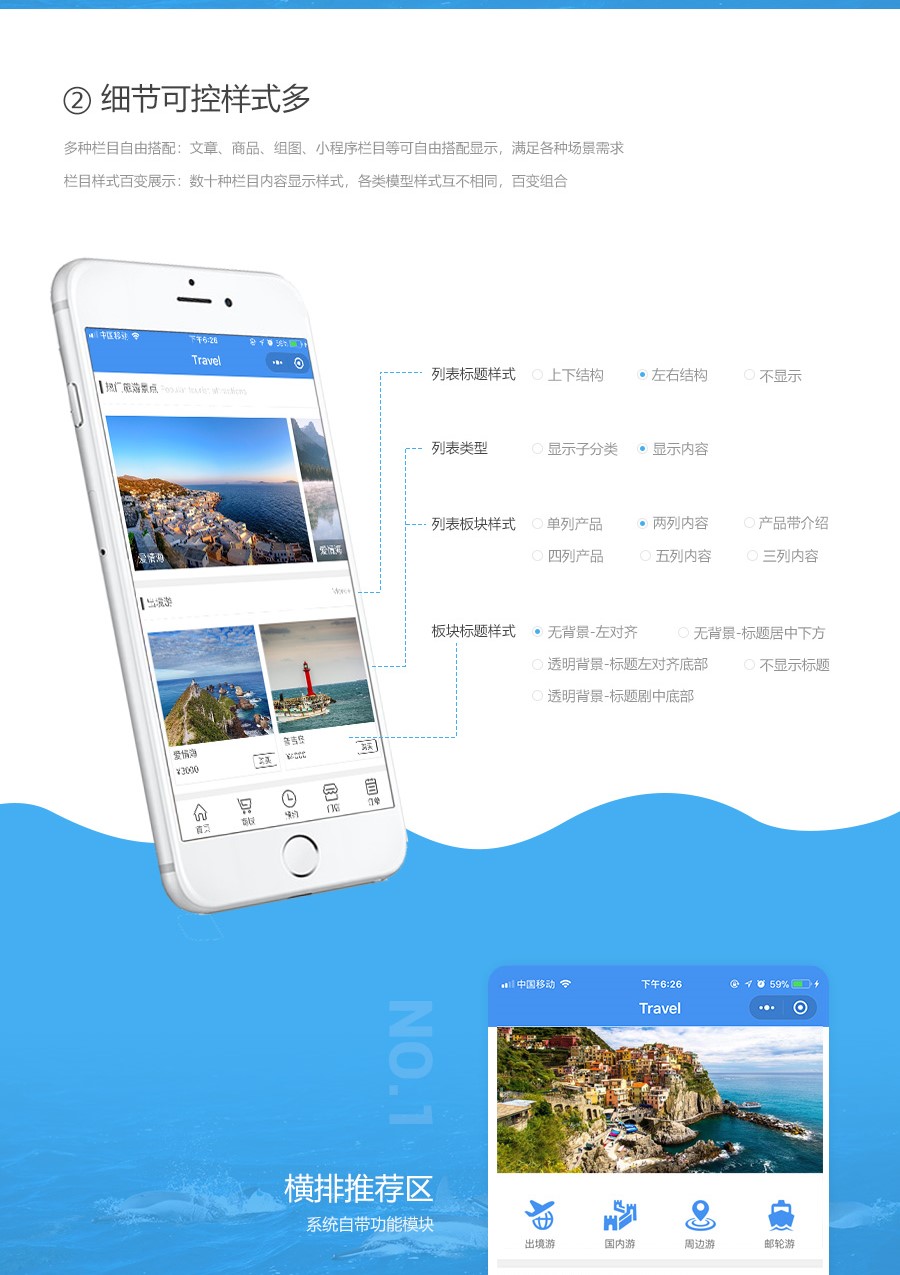 ② 细节可控样式多
多种栏目自由搭配：文章、商品、组图、小程序栏目等可自由搭配显示，满足各种场景需求
栏目样式百变展示：数十种栏目内容显示样式，各类模型样式互不相同，百变组合
中国移动 下午6:26 56%
Travel
热门旅游景点 Popular tourist attractions
爱情海 爱情海
出境游 More+
爱情海
¥3000
首页 商城 预约 门店 订单
列表标题样式 上下结构 左右结构 不显示
列表类型 显示子分类 显示内容
列表板块样式 单列产品 两列内容 产品带介绍
四列产品 五列内容 三列内容
板块标题样式 无背景-左对齐 无背景-标题居中下方
透明背景-标题左对齐底部 不显示标题
透明背景-标题剧中底部
NO.1
横排推荐区
系统自带功能模块
中国移动 下午6:26 59%
Travel
出境游 国内游 周边游 邮轮游